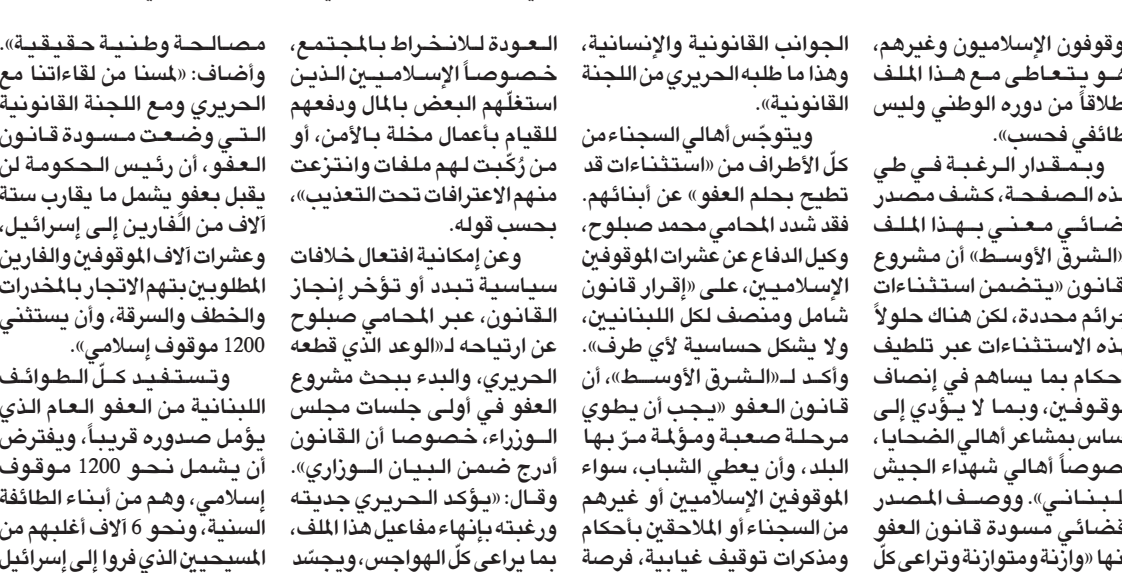 وقوفون الإسلاميون وغيرهم،
هو يتعاطى مع هذا الملف
طلاقاً من دوره الوطني وليس
طائفي فحسب».
وبمقدار الرغبة في طي
ذه الصفحة، كشف مصدر
ضائي معني بهذا الملف
«الشرق الأوسط» أن مشروع
قانون «يتضمن استثناءات
جرائم محددة، لكن هناك حلولاً
هذه الاستثناءات عبر تلطيف
أحكام بما يساهم في إنصاف
وقوفين، وبما لا يؤدي إلى
ساس بمشاعر أهالي الضحايا،
صوصاً أهالي شهداء الجيش
لبناني». ووصف المصدر
قضائي مسودة قانون العفو
نها «وازنة ومتوازنة وتراعي كلّ
الجوانب القانونية والإنسانية،
وهذا ما طلبه الحريري من اللجنة
القانونية».
ويتوجّس أهالي السجناء من
كلّ الأطراف من «استثناءات قد
تطيح بحلم العفو» عن أبنائهم.
فقد شدد المحامي محمد صبلوح،
وكيل الدفاع عن عشرات الموقوفين
الإسلاميين، على «إقرار قانون
شامل ومنصف لكل اللبنانيين،
ولا يشكل حساسية لأي طرف».
وأكد لـ«الشرق الأوسط»، أن
قانون العفو «يجب أن يطوي
مرحلة صعبة ومؤلمة مرّ بها
البلد، وأن يعطي الشباب، سواء
الموقوفين الإسلاميين أو غيرهم
من السجناء أو الملاحقين بأحكام
ومذكرات توقيف غيابية، فرصة
العودة للانخراط بالمجتمع،
خصوصاً الإسلاميين الذين
استغلّهم البعض بالمال ودفعهم
للقيام بأعمال مخلة بالأمن، أو
من رُكّبت لهم ملفات وانتزعت
منهم الاعترافات تحت التعذيب»،
بحسب قوله.
وعن إمكانية افتعال خلافات
سياسية تبدد أو تؤخر إنجاز
القانون، عبر المحامي صبلوح
عن ارتياحه لـ«الوعد الذي قطعه
الحريري، والبدء ببحث مشروع
العفو في أولى جلسات مجلس
الوزراء، خصوصا أن القانون
أدرج ضمن البيان الوزاري».
وقال: «يؤكد الحريري جديته
ورغبته بإنهاء مفاعيل هذا الملف،
بما يراعي كلّ الهواجس، ويجسّد
مصالحة وطنية حقيقية».
وأضاف: «لمسنا من لقاءاتنا مع
الحريري ومع اللجنة القانونية
التي وضعت مسودة قانون
العفو، أن رئيس الحكومة لن
يقبل بعفو يشمل ما يقارب ستة
آلاف من الفارين إلى إسرائيل،
وعشرات آلاف الموقوفين والفارين
المطلوبين بتهم الاتجار بالمخدرات
والخطف والسرقة، وأن يستثني
1200 موقوف إسلامي».
وتستفيد كلّ الطوائف
اللبنانية من العفو العام الذي
يؤمل صدوره قريباً، ويفترض
أن يشمل نحو 1200 موقوف
إسلامي، وهم من أبناء الطائفة
السنية، ونحو 6 آلاف أغلبهم من
المسيحيين الذي فروا إلى إسرائيل